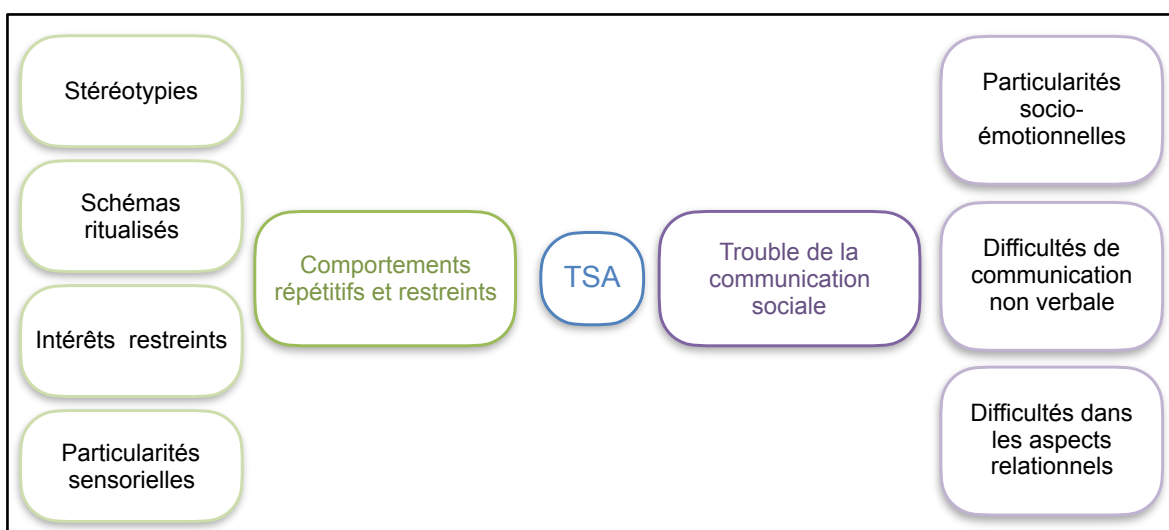 Stéréotypies
Schémas
ritualisés
Intérêts  restreints
Particularités
sensorielles
Comportements
répétitifs et restreints
TSA
Trouble de la
communication
sociale
Particularités
socio-
émotionnelles
Difficultés de
communication
non verbale
Difficultés dans
les aspects
relationnels